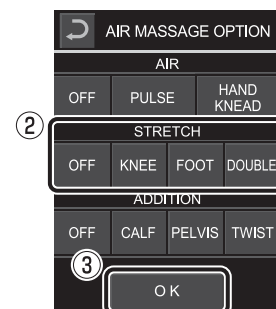 AIR MASSAGE OPTION
AIR
OFF PULSE HAND KNEAD
② STRETCH
OFF KNEE FOOT DOUBLE
ADDITION
OFF CALF PELVIS TWIST
③
OK